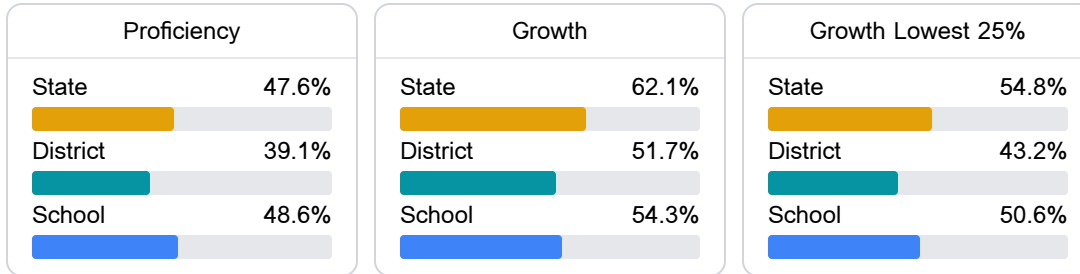 Proficiency
State 47.6%
District 39.1%
School 48.6%
Growth
State 62.1%
District 51.7%
School 54.3%
Growth Lowest 25%
State 54.8%
District 43.2%
School 50.6%